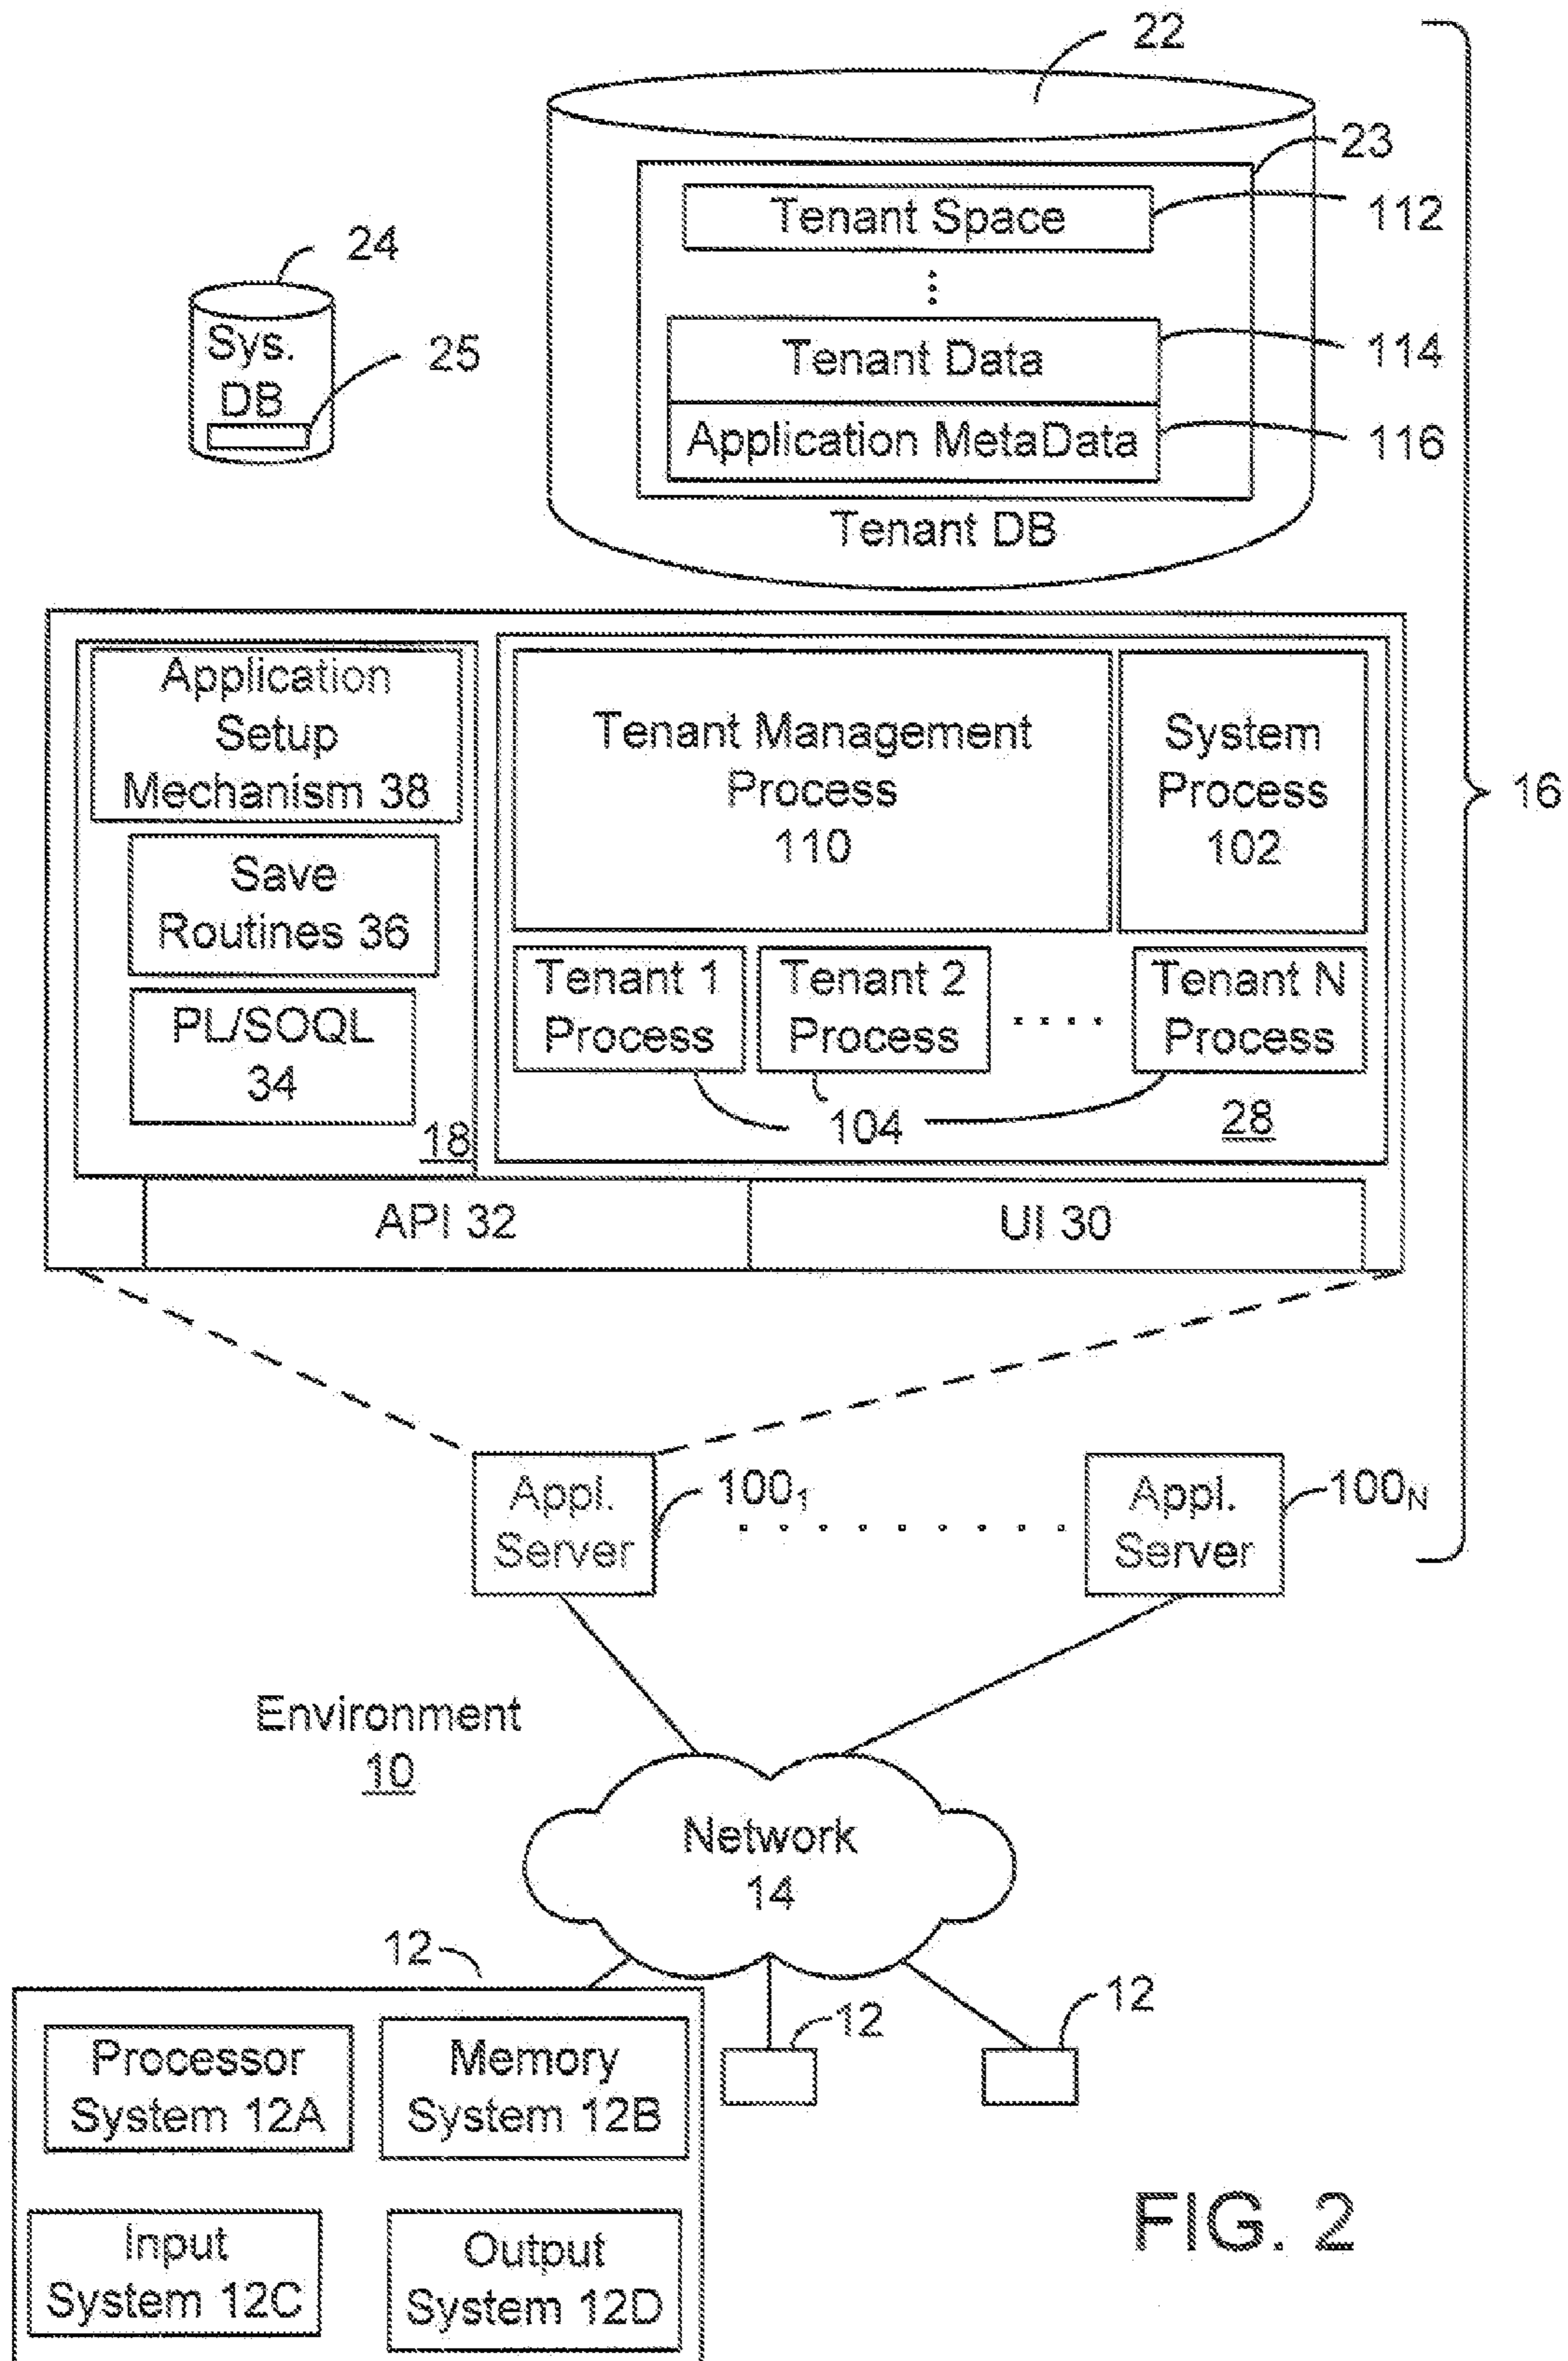 22
23
Tenant Space
112
24
Sys.
DB
25
Tenant Data
114
Application MetaData
116
Tenant DB
Application
Setup
Mechanism 38
Tenant Management
Process
110
System
Process
102
16
Save
Routines 36
Tenant 1
Process
Tenant 2
Process
Tenant N
Process
PL/SOQL
34
18
104
28
API 32
UI 30
Appl.
Server
100₁
Appl.
Server
100N
Environment
10
Network
14
12
12
12
Processor
System 12A
Memory
System 12B
Input
System 12C
Output
System 12D
FIG. 2